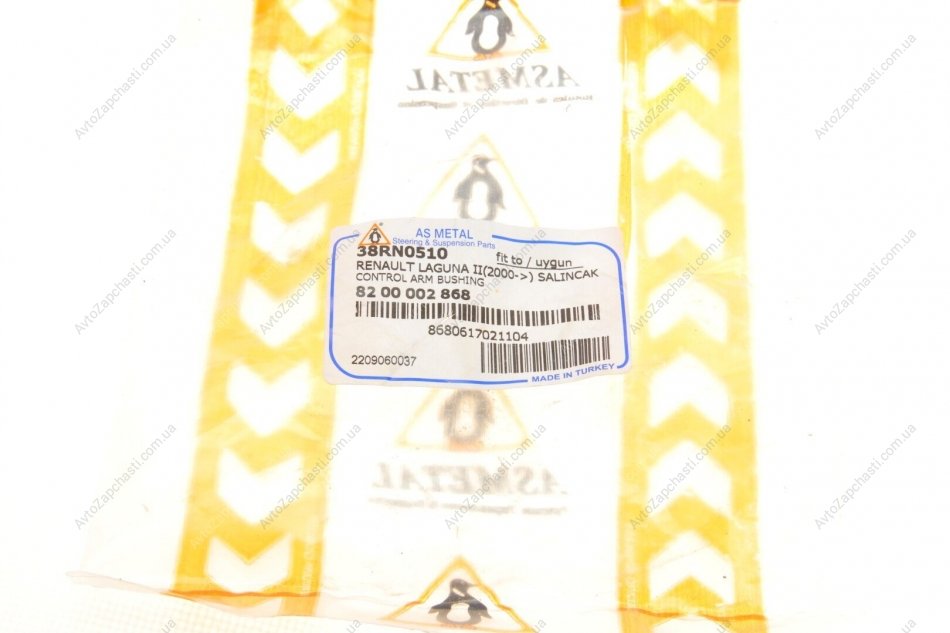 ASMETAL
AS METAL
Steering & Suspension Parts
38RN0510
fit to / uygun
RENAULT LAGUNA II(2000->) SALINCAK
CONTROL ARM BUSHING
82 00 002 868
8680617021104
2209060037
MADE IN TURKEY
ASMETAL
AvtoZapchasti.com.ua